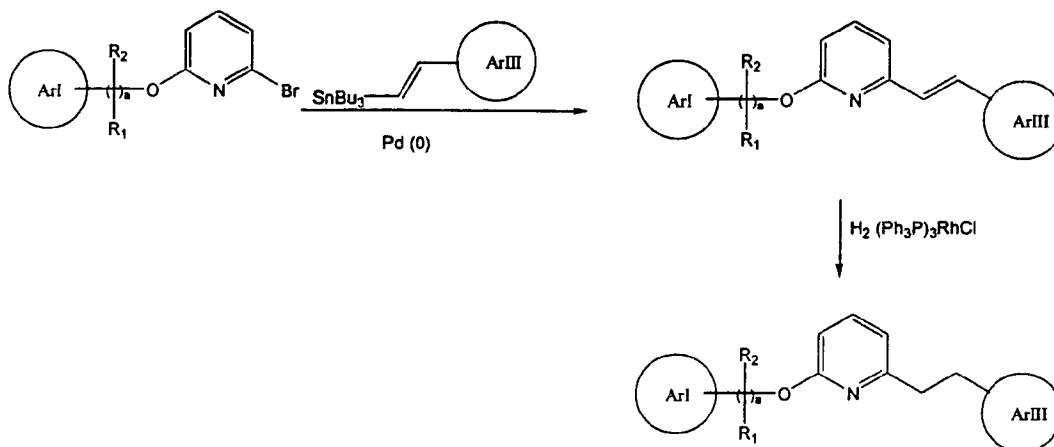 ArI
R2
( )a
R1
O
N
Br
SnBu3
ArIII
Pd (0)
ArI
R2
( )a
R1
O
N
ArIII
H2 (Ph3P)3RhCl
ArI
R2
( )a
R1
O
N
ArIII